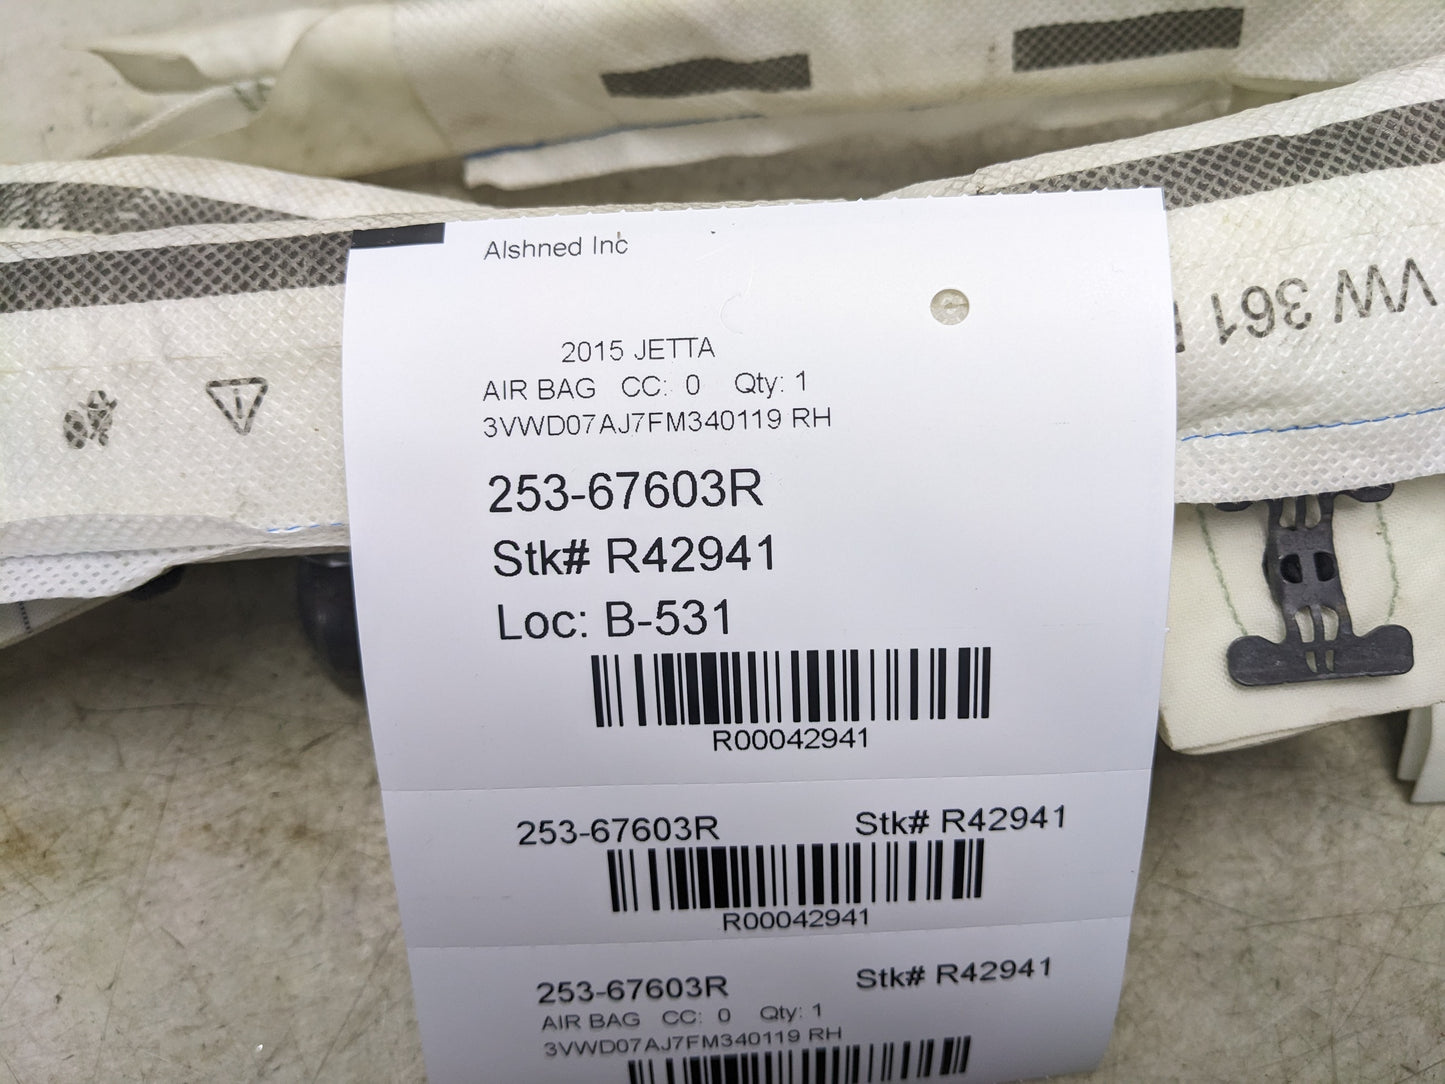 Alshned Inc
2015 JETTA
AIR BAG CC: 0 Qty: 1
3VWD07AJ7FM340119 RH
253-67603R
Stk# R42941
Loc: B-531
R00042941
253-67603R Stk# R42941
R00042941
253-67603R Stk# R42941
AIR BAG CC: 0 Qty: 1
3VWD07AJ7FM340119 RH
VW 361